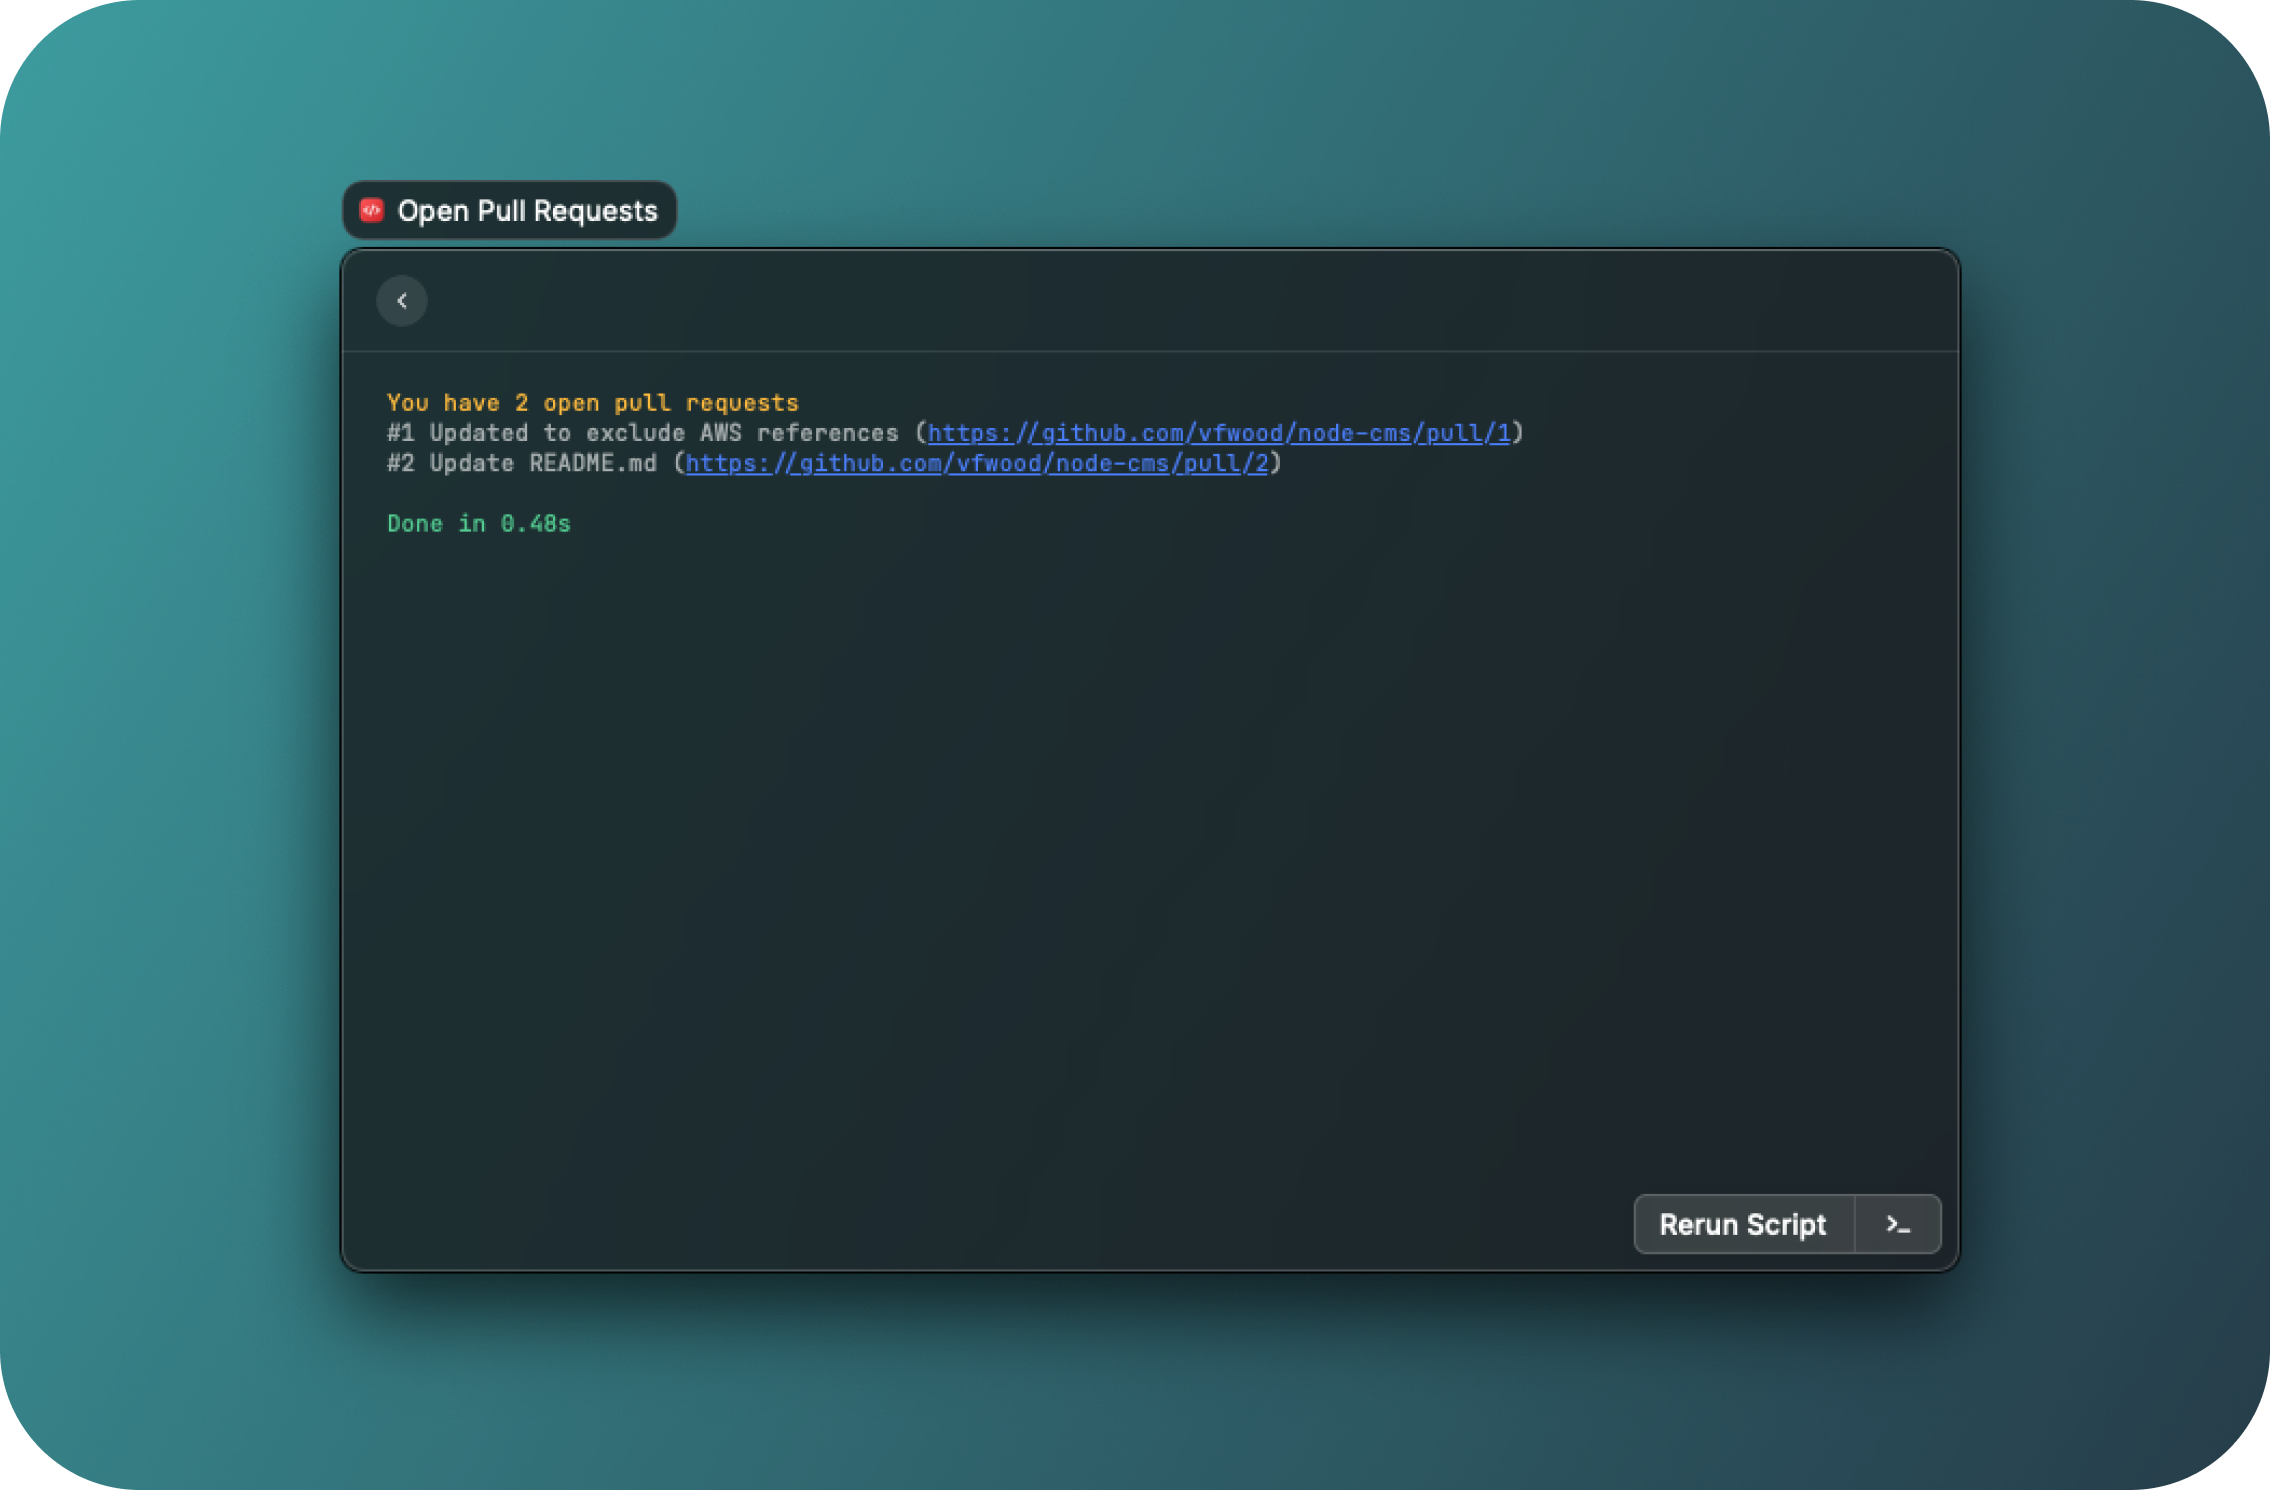 Open Pull Requests
You have 2 open pull requests
#1 Updated to exclude AWS references (https://github.com/vfwood/node-cms/pull/1)
#2 Update README.md (https://github.com/vfwood/node-cms/pull/2)
Done in 0.48s
Rerun Script >_